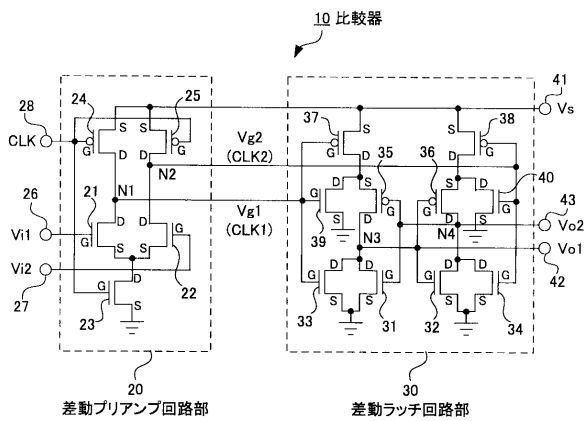 10 比較器
24
25
28
CLK
G
S
S
G
D
D
Vg2
(CLK2)
N2
N1
Vg1
(CLK1)
26
Vi1
21
G
D
D
G
S
S
22
Vi2
27
G
D
S
23
20
差動プリアンプ回路部
41
Vs
37
38
G
S
S
G
D
D
35
36
40
G
D
S
S
D
G
G
S
D
39
N3
N4
43
Vo2
Vo1
42
G
D
D
G
S
S
33
31
G
D
D
G
S
S
32
34
30
差動ラッチ回路部